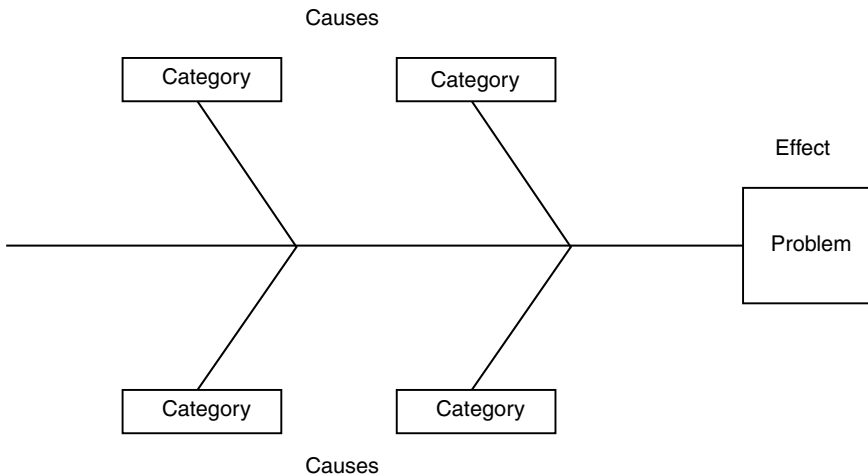 Causes
Category
Category
Effect
Problem
Category
Category
Causes